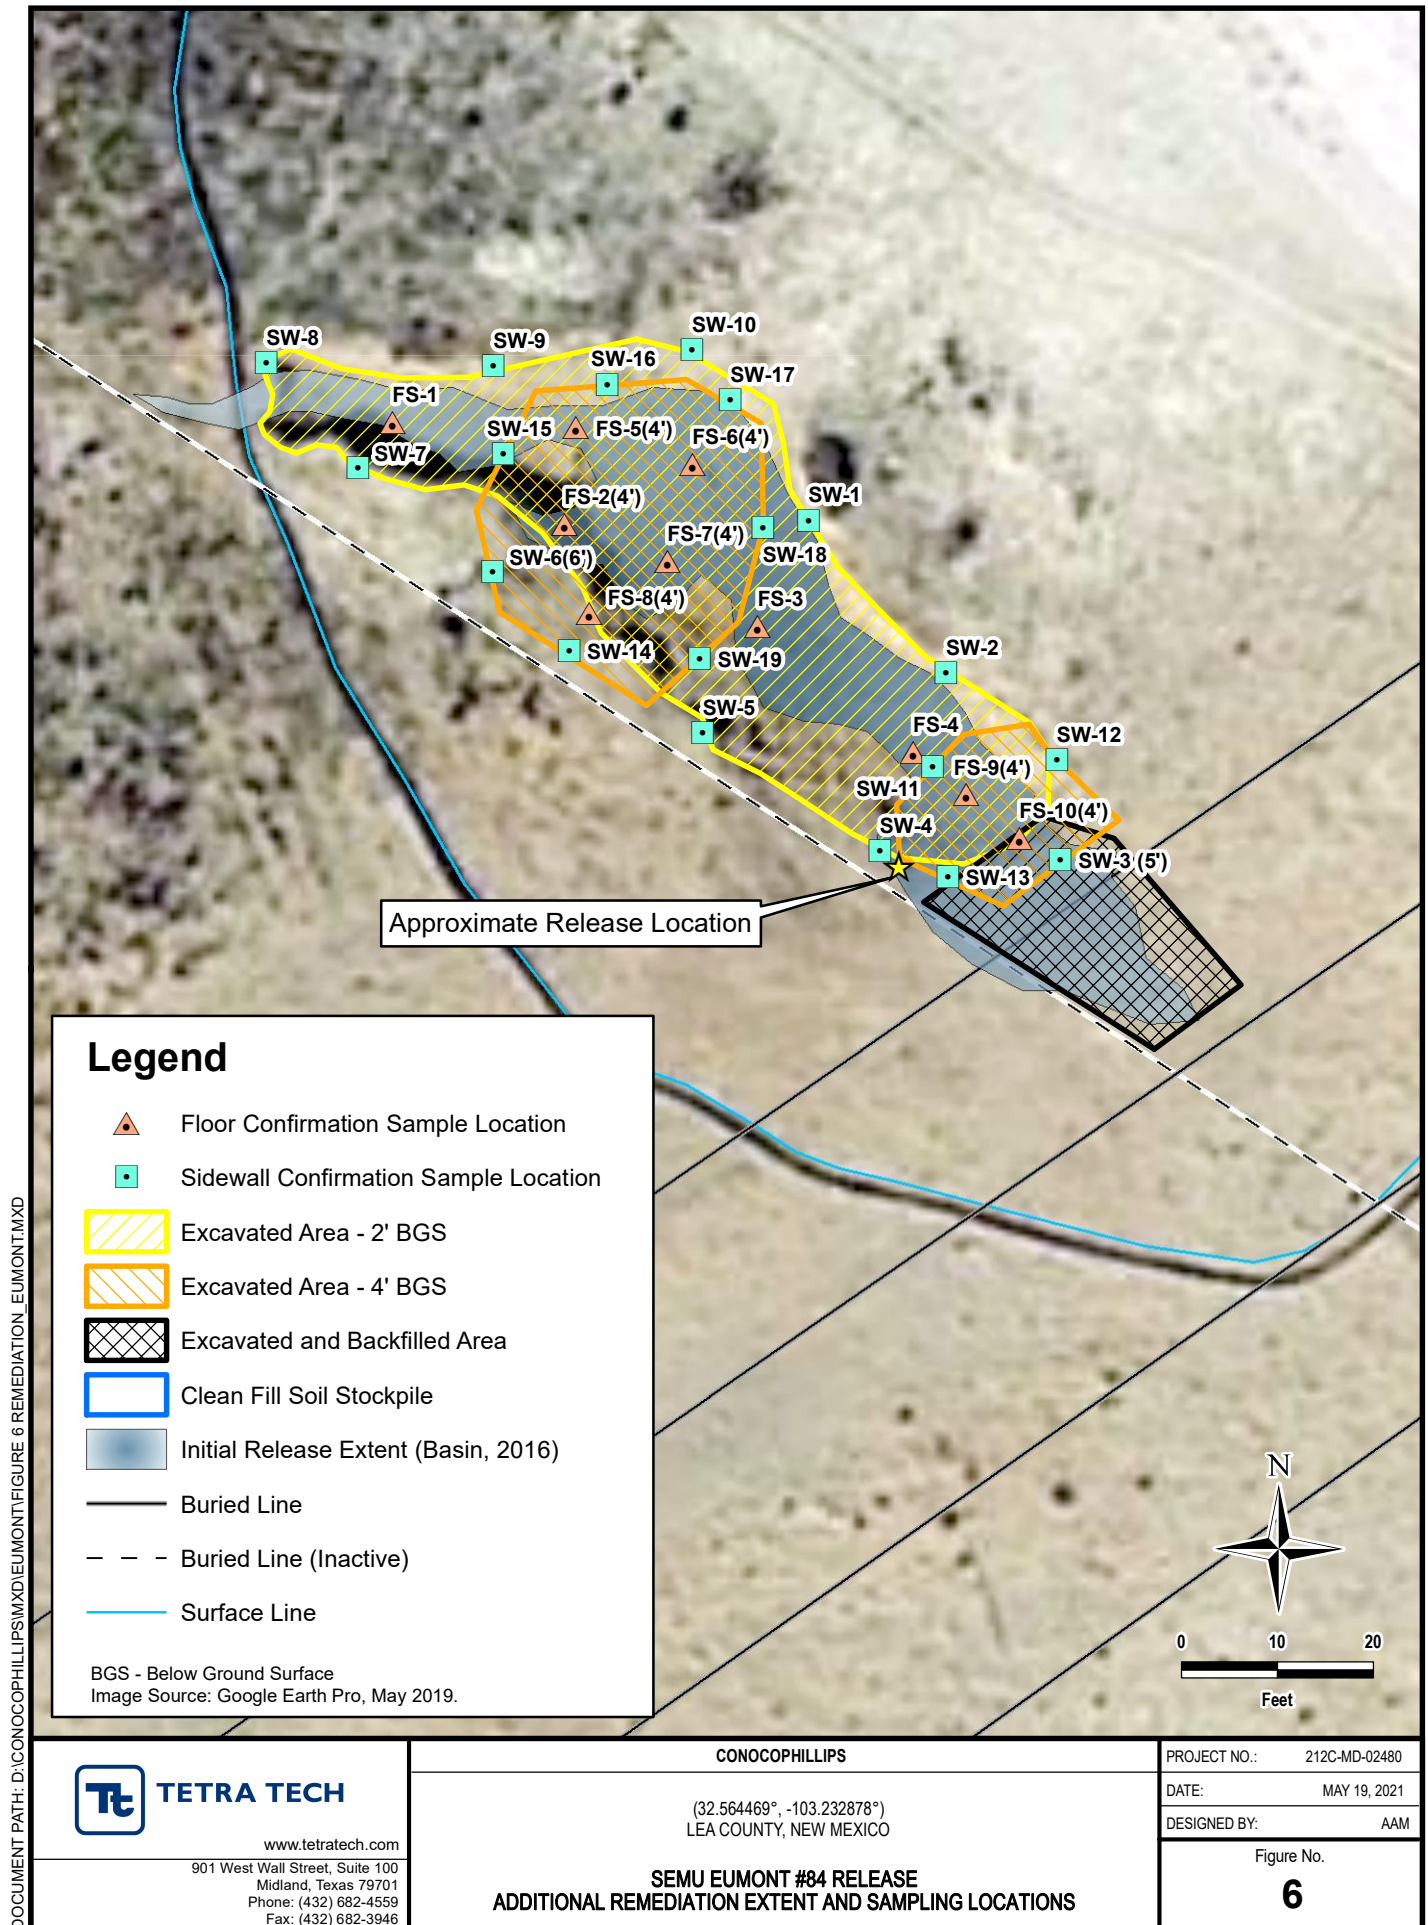 SW-10
SW-8
SW-9
SW-16
SW-17
FS-1
FS-5(4')
FS-6(4')
SW-15
SW-7
FS-2(4')
SW-1
FS-7(4')
SW-18
SW-6(6')
FS-8(4')
FS-3
SW-14
SW-19
SW-2
SW-5
FS-4
SW-12
FS-9(4')
SW-11
FS-10(4')
SW-4
SW-3 (5')
SW-13
Approximate Release Location
Legend
Floor Confirmation Sample Location
Sidewall Confirmation Sample Location
Excavated Area - 2' BGS
Excavated Area - 4' BGS
Excavated and Backfilled Area
Clean Fill Soil Stockpile
Initial Release Extent (Basin, 2016)
Buried Line
Buried Line (Inactive)
Surface Line
BGS - Below Ground Surface
Image Source: Google Earth Pro, May 2019.
N
0 10 20
Feet
DOCUMENT PATH: D:\CONOCOPHILLIPS\MXD\EUMONT\FIGURE 6 REMEDIATION_EUMONT.MXD
Tt TETRA TECH
www.tetratech.com
901 West Wall Street, Suite 100
Midland, Texas 79701
Phone: (432) 682-4559
Fax: (432) 682-3946
CONOCOPHILLIPS
(32.564469°, -103.232878°)
LEA COUNTY, NEW MEXICO
SEMU EUMONT #84 RELEASE
ADDITIONAL REMEDIATION EXTENT AND SAMPLING LOCATIONS
PROJECT NO.: 212C-MD-02480
DATE: MAY 19, 2021
DESIGNED BY: AAM
Figure No.
6